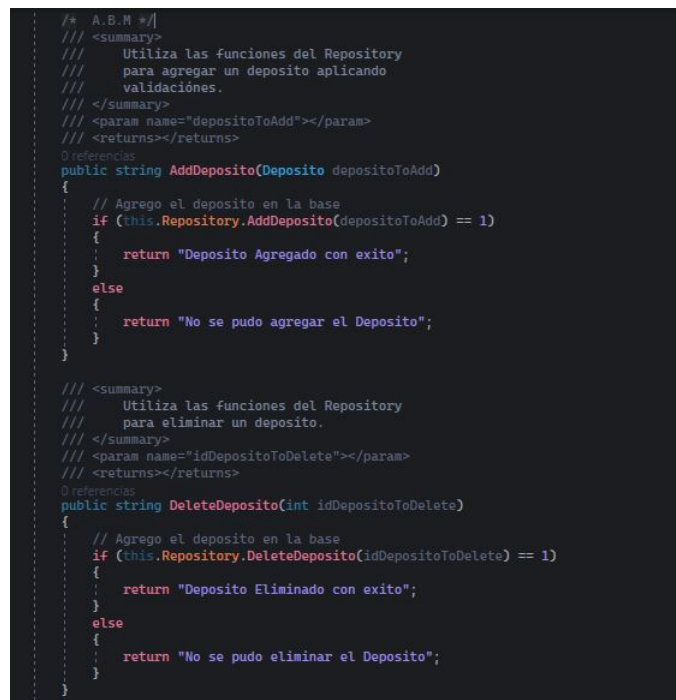 /*  A.B.M */
/// <summary>
///     Utiliza las funciones del Repository
///     para agregar un deposito aplicando
///     validaciónes.
/// </summary>
/// <param name="depositoToAdd"></param>
/// <returns></returns>
0 referencias
public string AddDeposito(Deposito depositoToAdd)
{
    // Agrego el deposito en la base
    if (this.Repository.AddDeposito(depositoToAdd) == 1)
    {
        return "Deposito Agregado con exito";
    }
    else
    {
        return "No se pudo agregar el Deposito";
    }
}
/// <summary>
///     Utiliza las funciones del Repository
///     para eliminar un deposito.
/// </summary>
/// <param name="idDepositoToDelete"></param>
/// <returns></returns>
0 referencias
public string DeleteDeposito(int idDepositoToDelete)
{
    // Agrego el deposito en la base
    if (this.Repository.DeleteDeposito(idDepositoToDelete) == 1)
    {
        return "Deposito Eliminado con exito";
    }
    else
    {
        return "No se pudo eliminar el Deposito";
    }
}